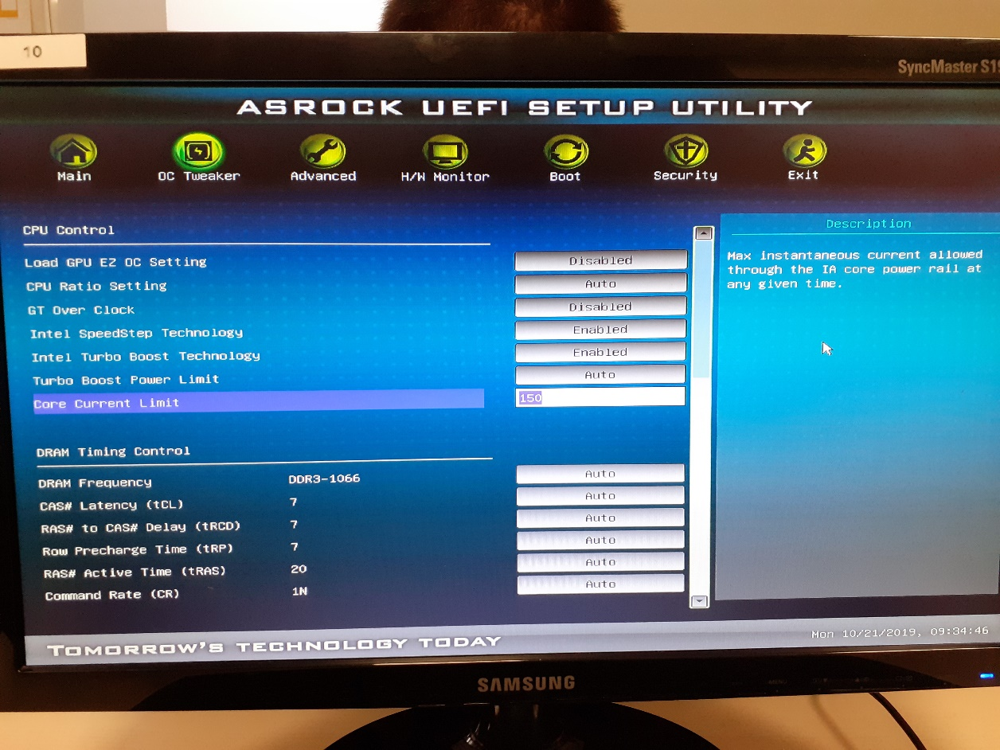 10
SyncMaster S19
ASROCK UEFI SETUP UTILITY
Main OC Tweaker Advanced H/W Monitor Boot Security Exit
CPU Control
Load GPU EZ OC Setting Disabled
CPU Ratio Setting Auto
GT Over Clock Disabled
Intel SpeedStep Technology Enabled
Intel Turbo Boost Technology Enabled
Turbo Boost Power Limit Auto
Core Current Limit 150
DRAM Timing Control
DRAM Frequency DDR3-1066 Auto
CAS# Latency (tCL) 7 Auto
RAS# to CAS# Delay (tRCD) 7 Auto
Row Precharge Time (tRP) 7 Auto
RAS# Active Time (tRAS) 20 Auto
Command Rate (CR) 1N Auto
Description
Max instantaneous current allowed
through the IA core power rail at
any given time.
TOMORROW'S TECHNOLOGY TODAY
Mon 10/21/2019, 09:34:46
SAMSUNG